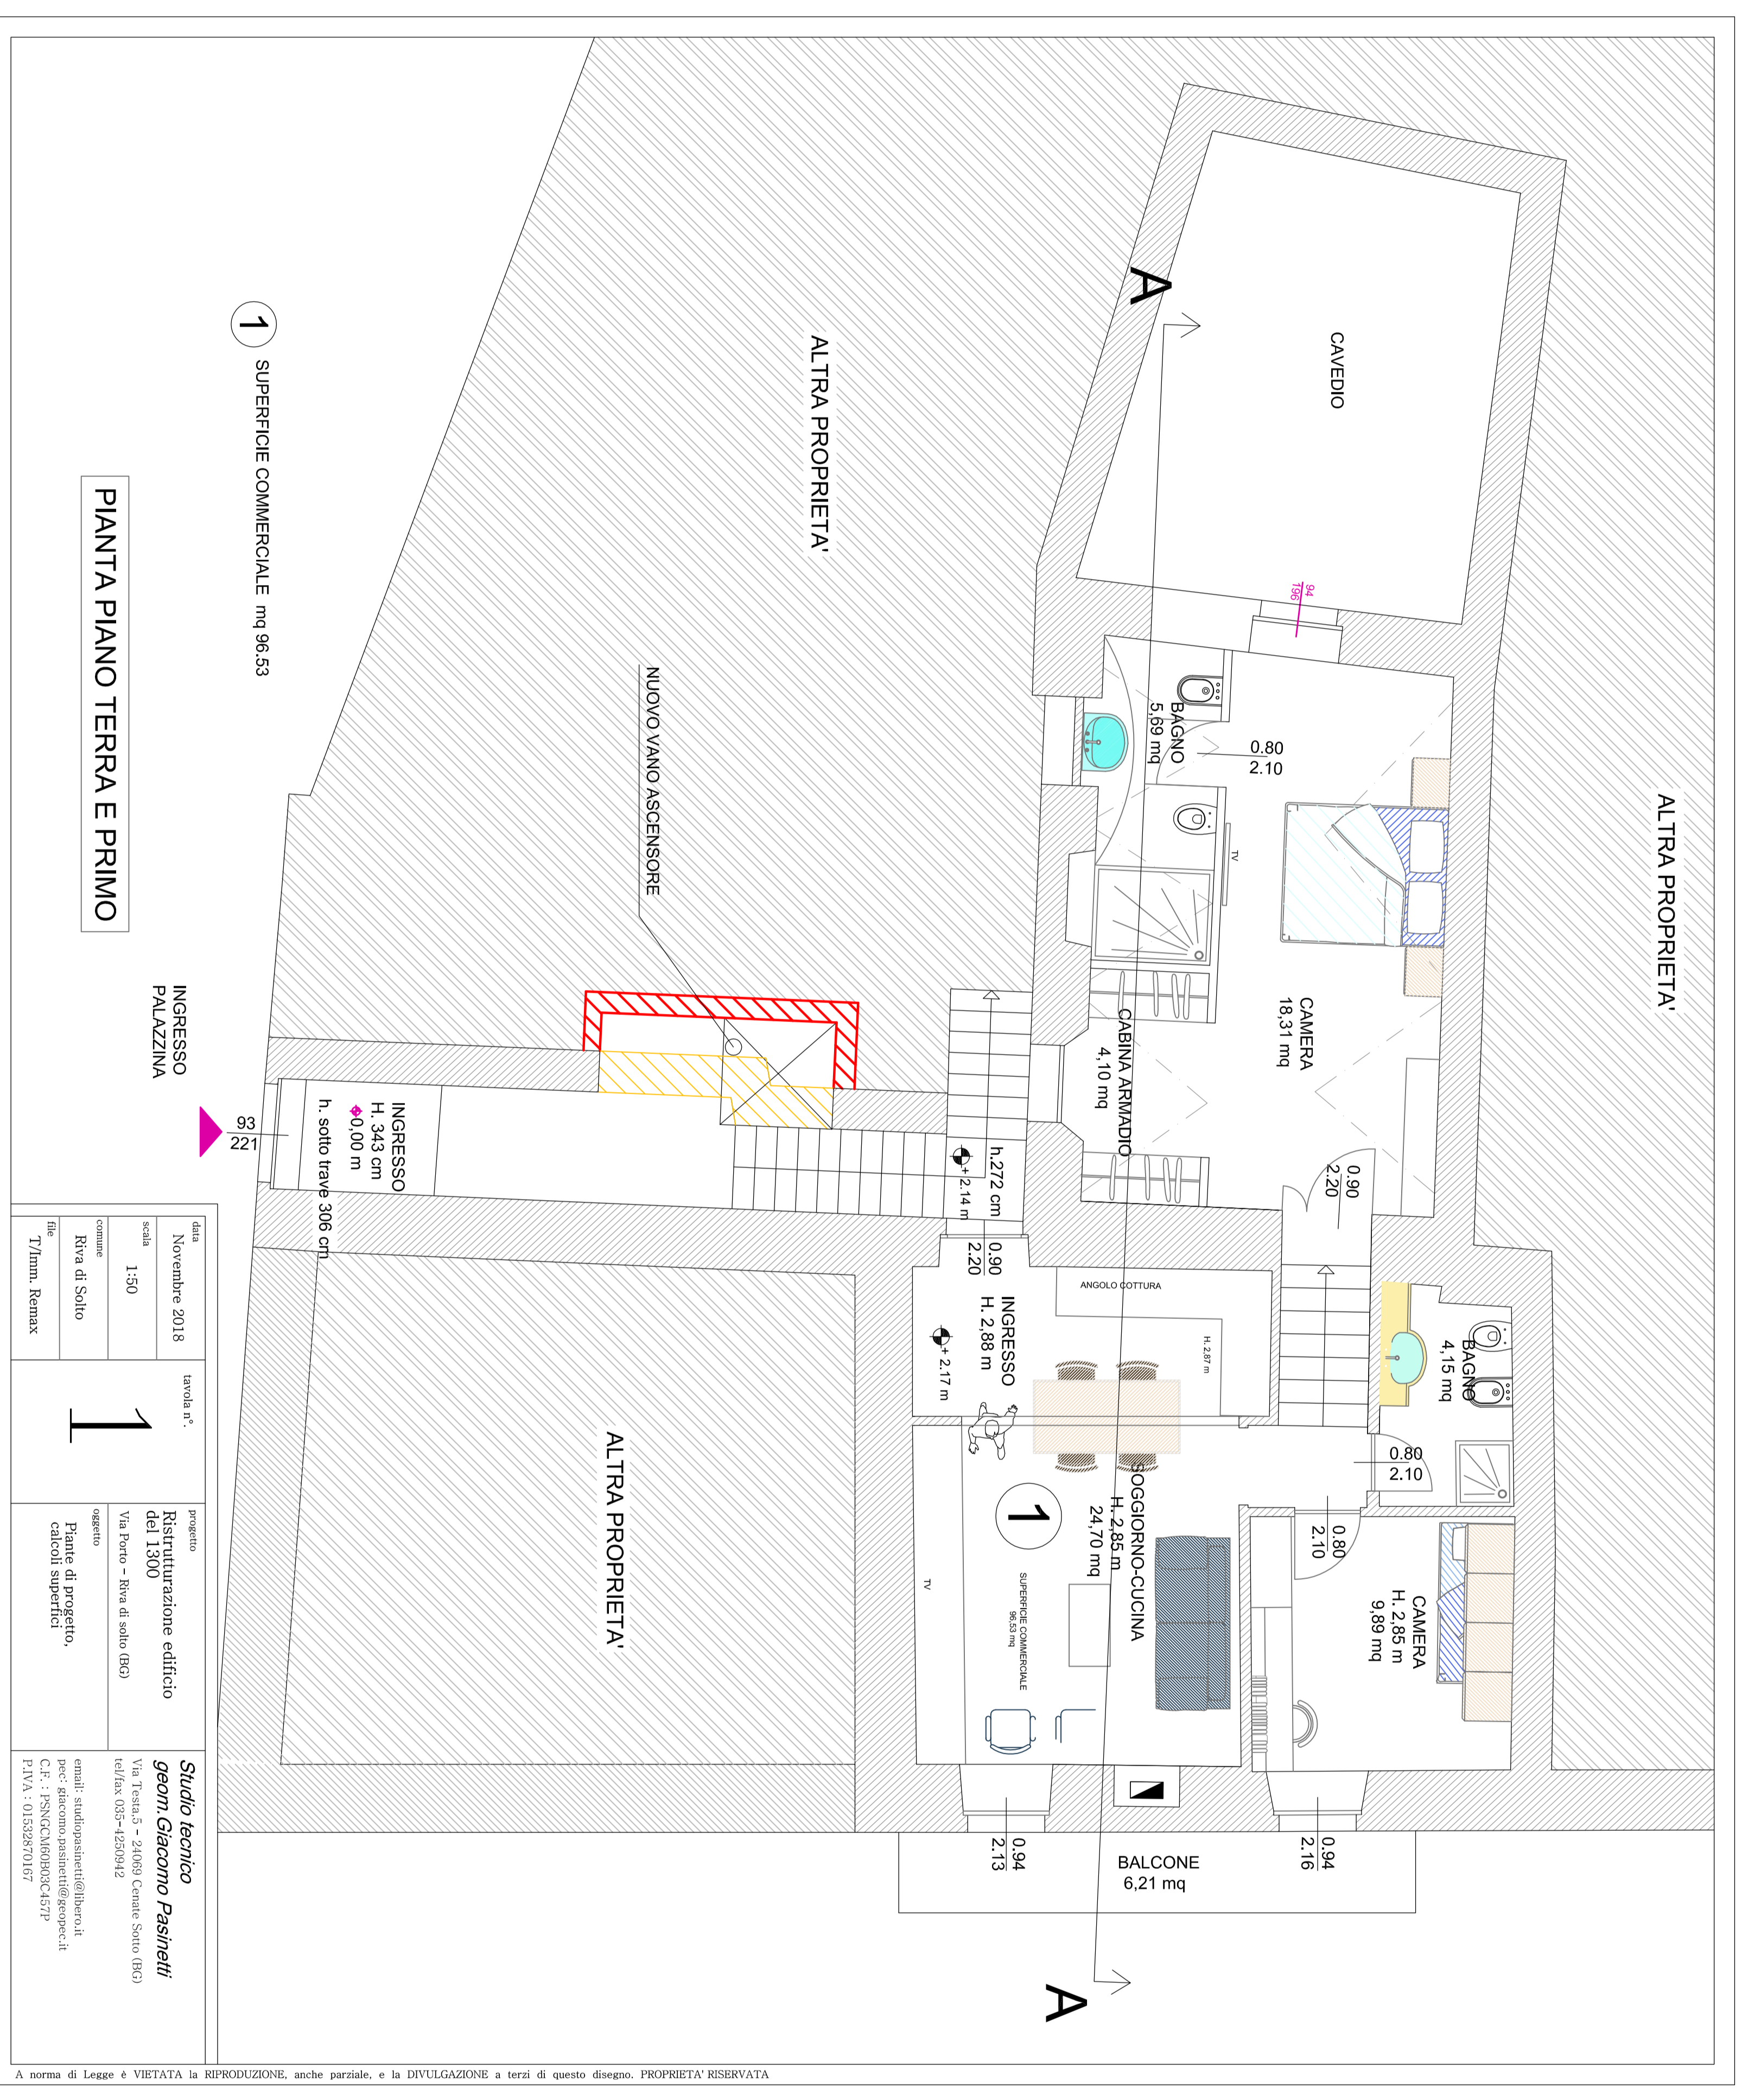 ALTRA PROPRIETA'
CAVEDIO
A
94
196
ALTRA PROPRIETA'
BAGNO
5,69 mq
0.80
2.10
TV
CAMERA
18,31 mq
CABINA ARMADIO
4,10 mq
0.90
2.20
NUOVO VANO ASCENSORE
ALTRA PROPRIETA'
1
SUPERFICIE COMMERCIALE mq 96.53
PIANTA PIANO TERRA E PRIMO
INGRESSO
PALAZZINA
93
221
INGRESSO
H. 343 cm
0,00 m
h. sotto trave 306 cm
h.272 cm
+ 2.14 m
0.90
2.20
INGRESSO
H. 2,88 m
+ 2.17 m
ANGOLO COTTURA
H. 2,87 m
BAGNO
4,15 mq
0.80
2.10
0.80
2.10
CAMERA
H. 2,85 m
9,89 mq
SOGGIORNO-CUCINA
H. 2,85 m
24,70 mq
1
SUPERFICIE COMMERCIALE
96,53 mq
TV
ALTRA PROPRIETA'
0.94
2.16
0.94
2.13
BALCONE
6,21 mq
A
data
Novembre 2018
scala
1:50
comune
Riva di Solto
file
T/Imm. Remax
tavola n°.
1
progetto
Ristrutturazione edificio
del 1300
Via Porto - Riva di solto (BG)
oggetto
Piante di progetto,
calcoli superfici
Studio tecnico
geom.Giacomo Pasinetti
Via Testa,5 - 24069 Cenate Sotto (BG)
tel/fax 035-4250942
email: studiopasinetti@libero.it
pec: giacomo.pasinetti@geopec.it
C.F. : PSNGCM60B03C457P
P.IVA : 01532870167
A norma di Legge è VIETATA la RIPRODUZIONE, anche parziale, e la DIVULGAZIONE a terzi di questo disegno. PROPRIETA' RISERVATA